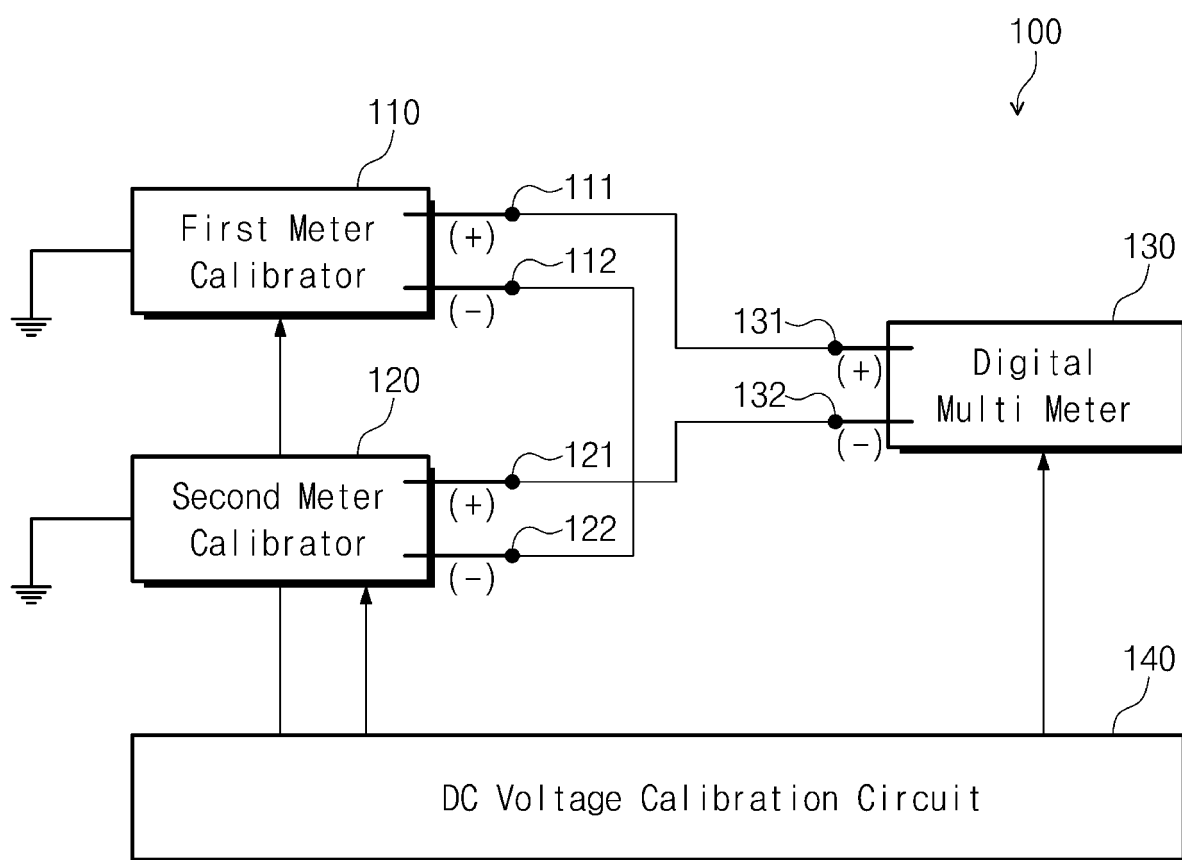 100
110
First Meter
Calibrator
111
(+)
112
(-)
130
131
(+)
132
(-)
Digital
Multi Meter
120
Second Meter
Calibrator
121
(+)
122
(-)
140
DC Voltage Calibration Circuit